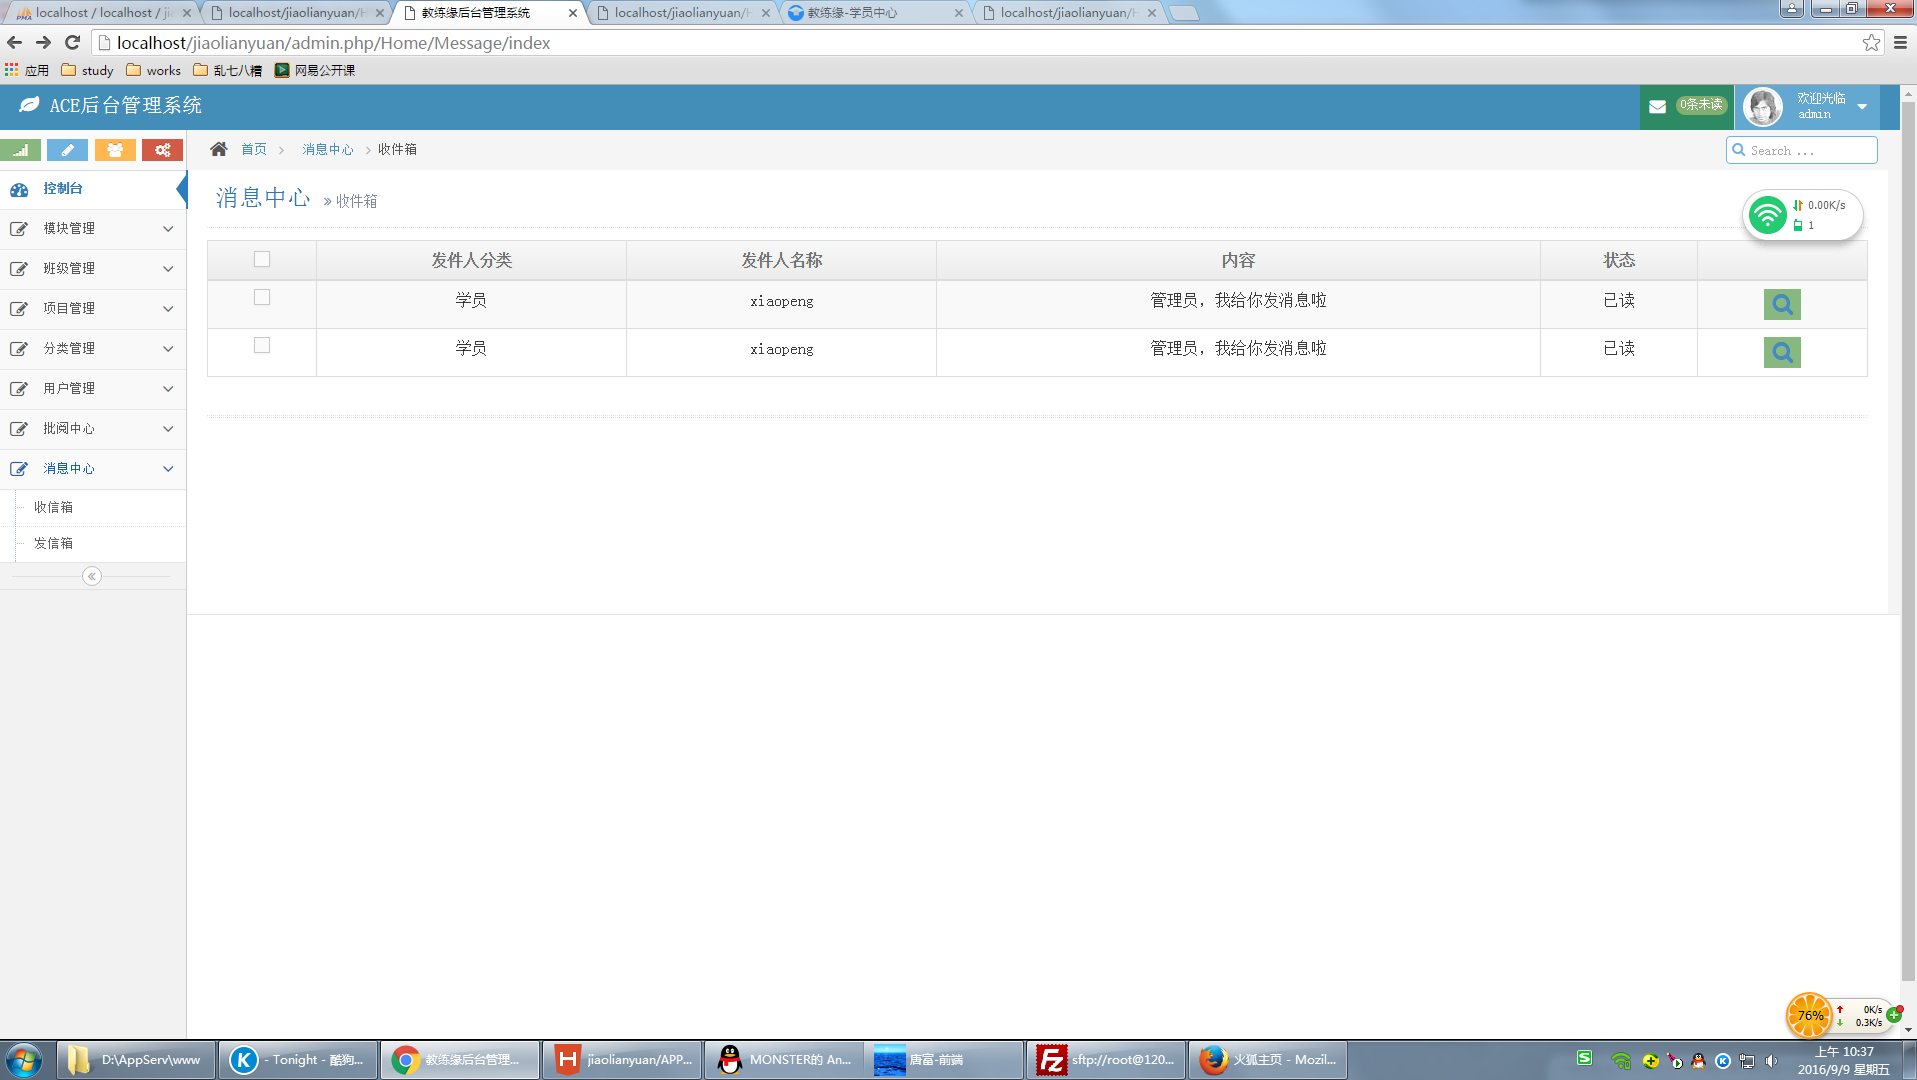 localhost / localhost / jia
localhost/jiaolianyuan/H
教练缘后台管理系统
localhost/jiaolianyuan/H
教练缘-学员中心
localhost/jiaolianyuan/H
localhost/jiaolianyuan/admin.php/Home/Message/index
应用
study
works
乱七八糟
网易公开课
ACE后台管理系统
0条未读
欢迎光临
admin
首页
消息中心
收件箱
Search ...
控制台
模块管理
班级管理
项目管理
分类管理
用户管理
批阅中心
消息中心
收信箱
发信箱
消息中心 » 收件箱
0.00K/s
1
发件人分类 发件人名称 内容 状态
学员 xiaopeng 管理员，我给你发消息啦 已读
学员 xiaopeng 管理员，我给你发消息啦 已读
76%
0K/s
0.3K/s
D:\AppServ\www
- Tonight - 酷狗...
教练缘后台管理...
jiaolianyuan/APP...
MONSTER的 An...
唐富-前端
sftp://root@120...
火狐主页 - Mozil...
上午 10:37
2016/9/9 星期五